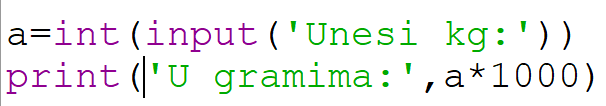 a=int(input('Unesi kg:'))
print('U gramima:',a*1000)